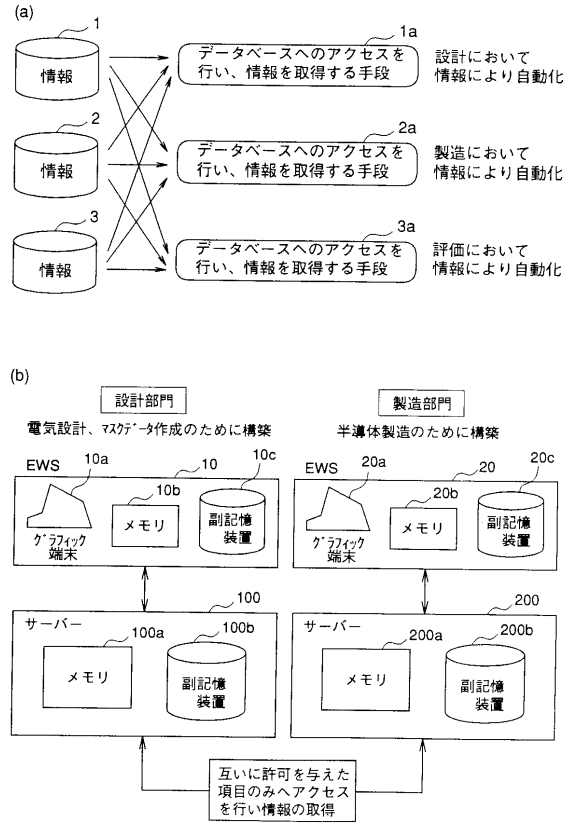 (a)
1
情報
1a
データベースへのアクセスを
行い、情報を取得する手段
設計において
情報により自動化
2
情報
2a
データベースへのアクセスを
行い、情報を取得する手段
製造において
情報により自動化
3
情報
3a
データベースへのアクセスを
行い、情報を取得する手段
評価において
情報により自動化
(b)
設計部門
電気設計、マスクデータ作成のために構築
EWS
10
10a
グラフィック
端末
10b
メモリ
10c
副記憶
装置
製造部門
半導体製造のために構築
EWS
20
20a
グラフィック
端末
20b
メモリ
20c
副記憶
装置
サーバー
100
100a
メモリ
100b
副記憶
装置
サーバー
200
200a
メモリ
200b
副記憶
装置
互いに許可を与えた
項目のみへアクセス
を行い情報の取得